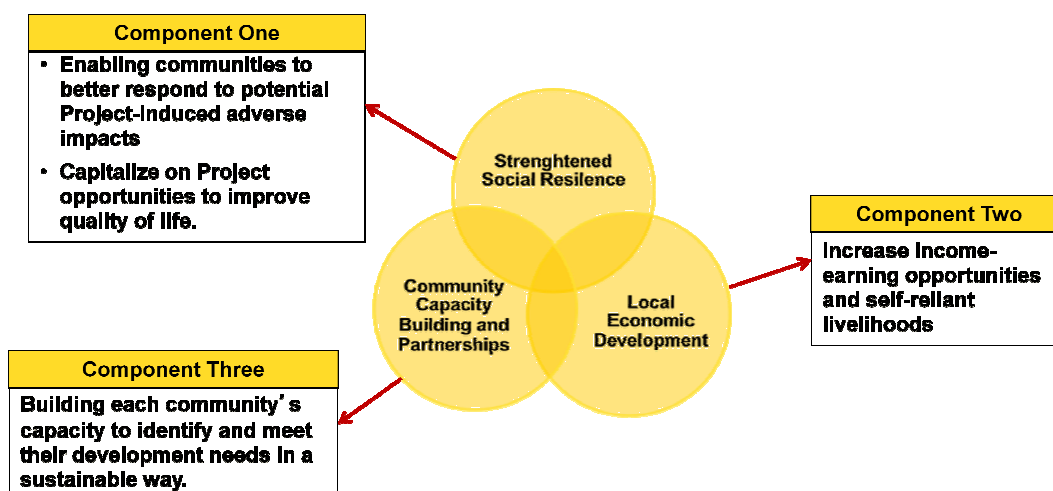 Component One
• Enabling communities to
better respond to potential
Project-induced adverse
impacts
• Capitalize on Project
opportunities to improve
quality of life.
Strenghtened
Social Resilence
Component Two
Increase income-
earning opportunities
and self-reliant
livelihoods
Community
Capacity
Building and
Partnerships
Local
Economic
Development
Component Three
Building each community's
capacity to identify and meet
their development needs in a
sustainable way.